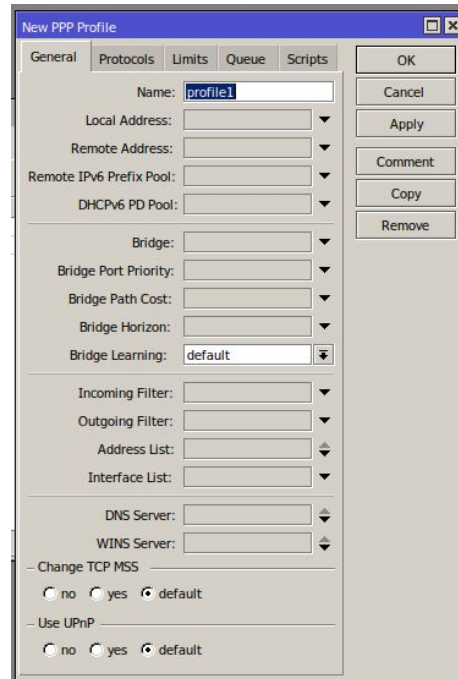 New PPP Profile
General Protocols Limits Queue Scripts
OK
Name: profile1
Cancel
Local Address:
Apply
Remote Address:
Comment
Remote IPv6 Prefix Pool:
Copy
DHCPv6 PD Pool:
Remove
Bridge:
Bridge Port Priority:
Bridge Path Cost:
Bridge Horizon:
Bridge Learning: default
Incoming Filter:
Outgoing Filter:
Address List:
Interface List:
DNS Server:
WINS Server:
Change TCP MSS
no yes default
Use UPnP
no yes default